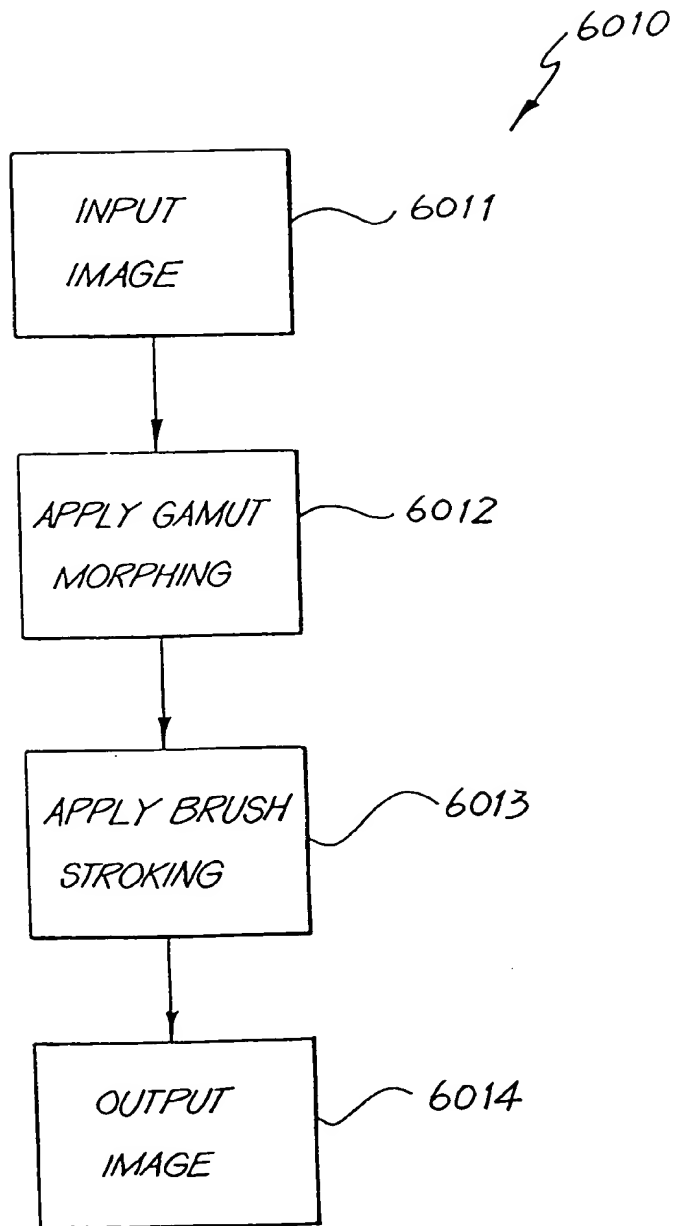 6010
INPUT
IMAGE
6011
APPLY GAMUT
MORPHING
6012
APPLY BRUSH
STROKING
6013
OUTPUT
IMAGE
6014